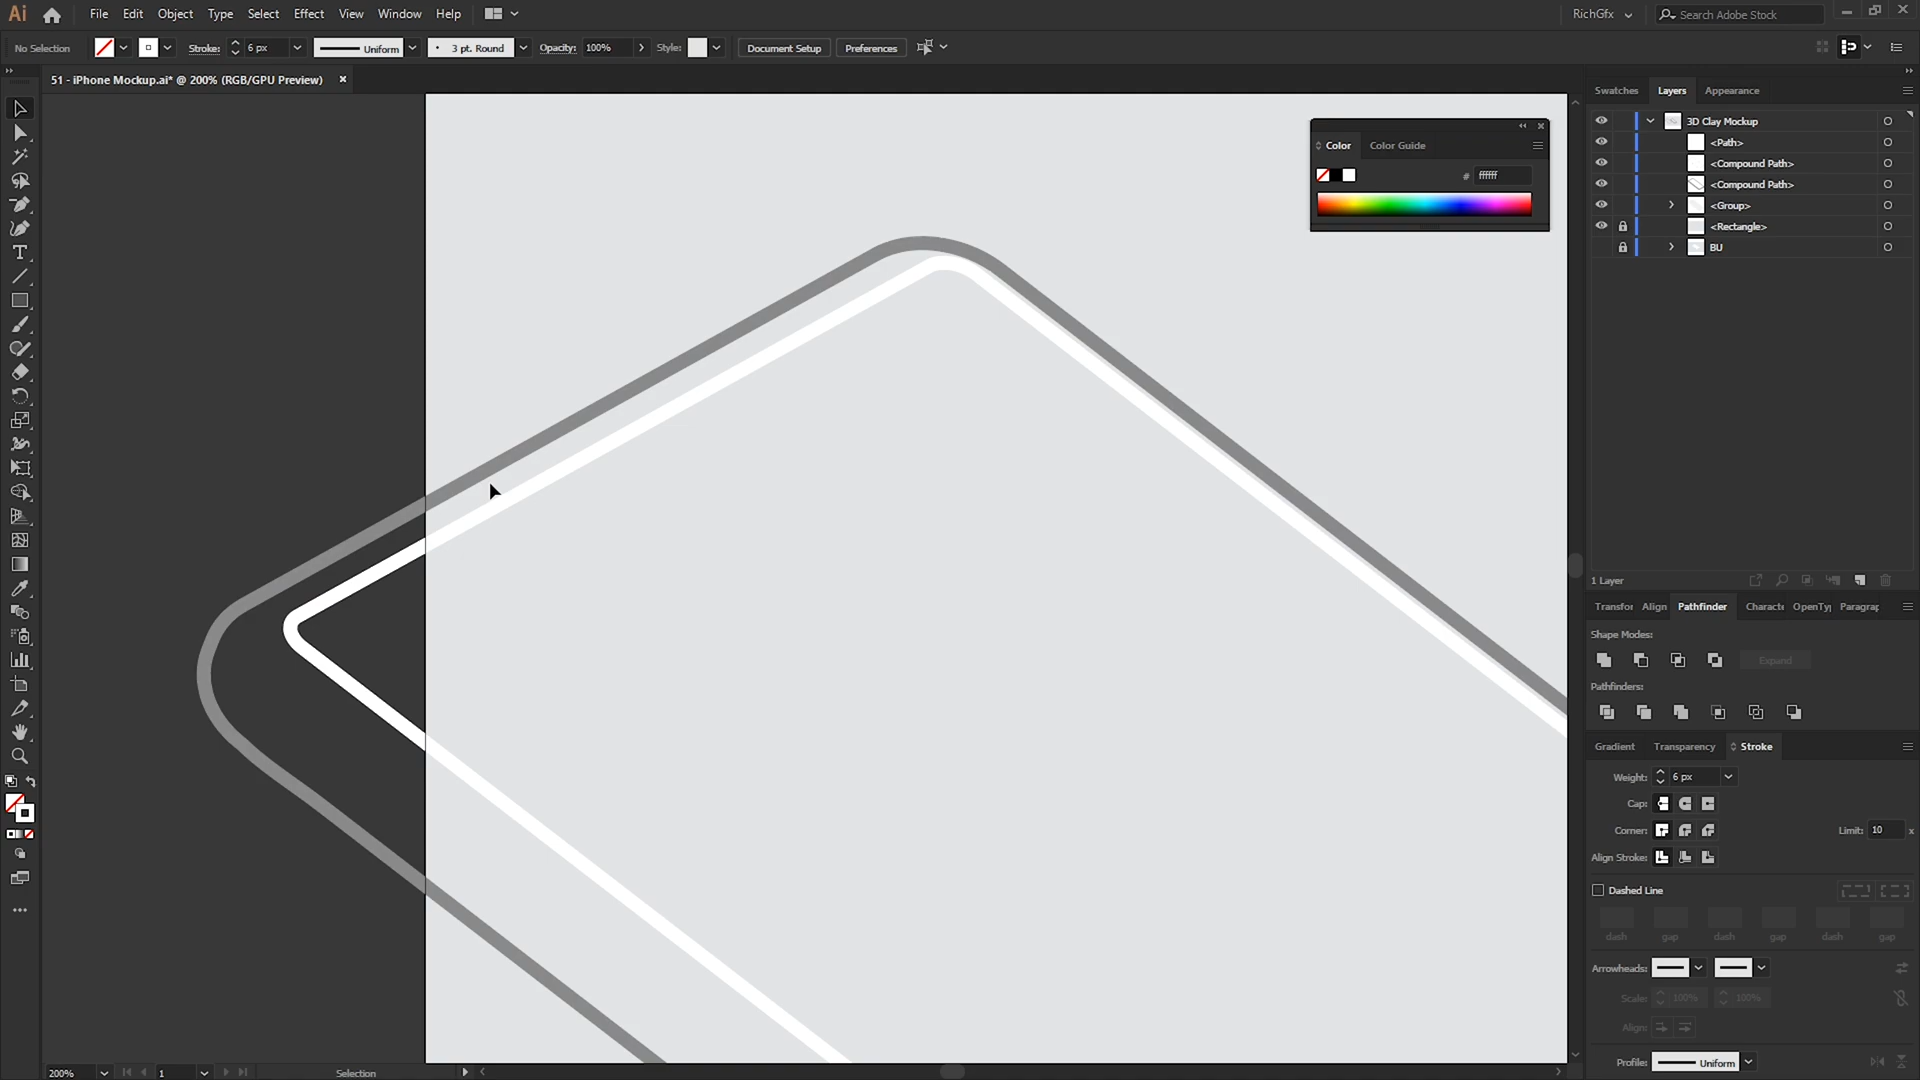 Ai File Edit Object Type Select Effect View Window Help RichGfx Search Adobe Stock
No Selection Stroke: 6 px Uniform 3 pt. Round Opacity: 100% Style: Document Setup Preferences
51 - iPhone Mockup.ai* @ 200% (RGB/GPU Preview)
Swatches Layers Appearance
3D Clay Mockup
<Path>
<Compound Path>
<Compound Path>
<Group>
<Rectangle>
BU
Color Color Guide
# ffffff
1 Layer
Transfor Align Pathfinder Characte OpenTy Paragrap
Shape Modes:
Expand
Pathfinders:
Gradient Transparency Stroke
Weight: 6 px
Cap:
Corner: Limit: 10 x
Align Stroke:
Dashed Line
dash gap dash gap dash gap
Arrowheads:
Scale: 100% 100%
Align:
Profile: Uniform
200% 1 Selection